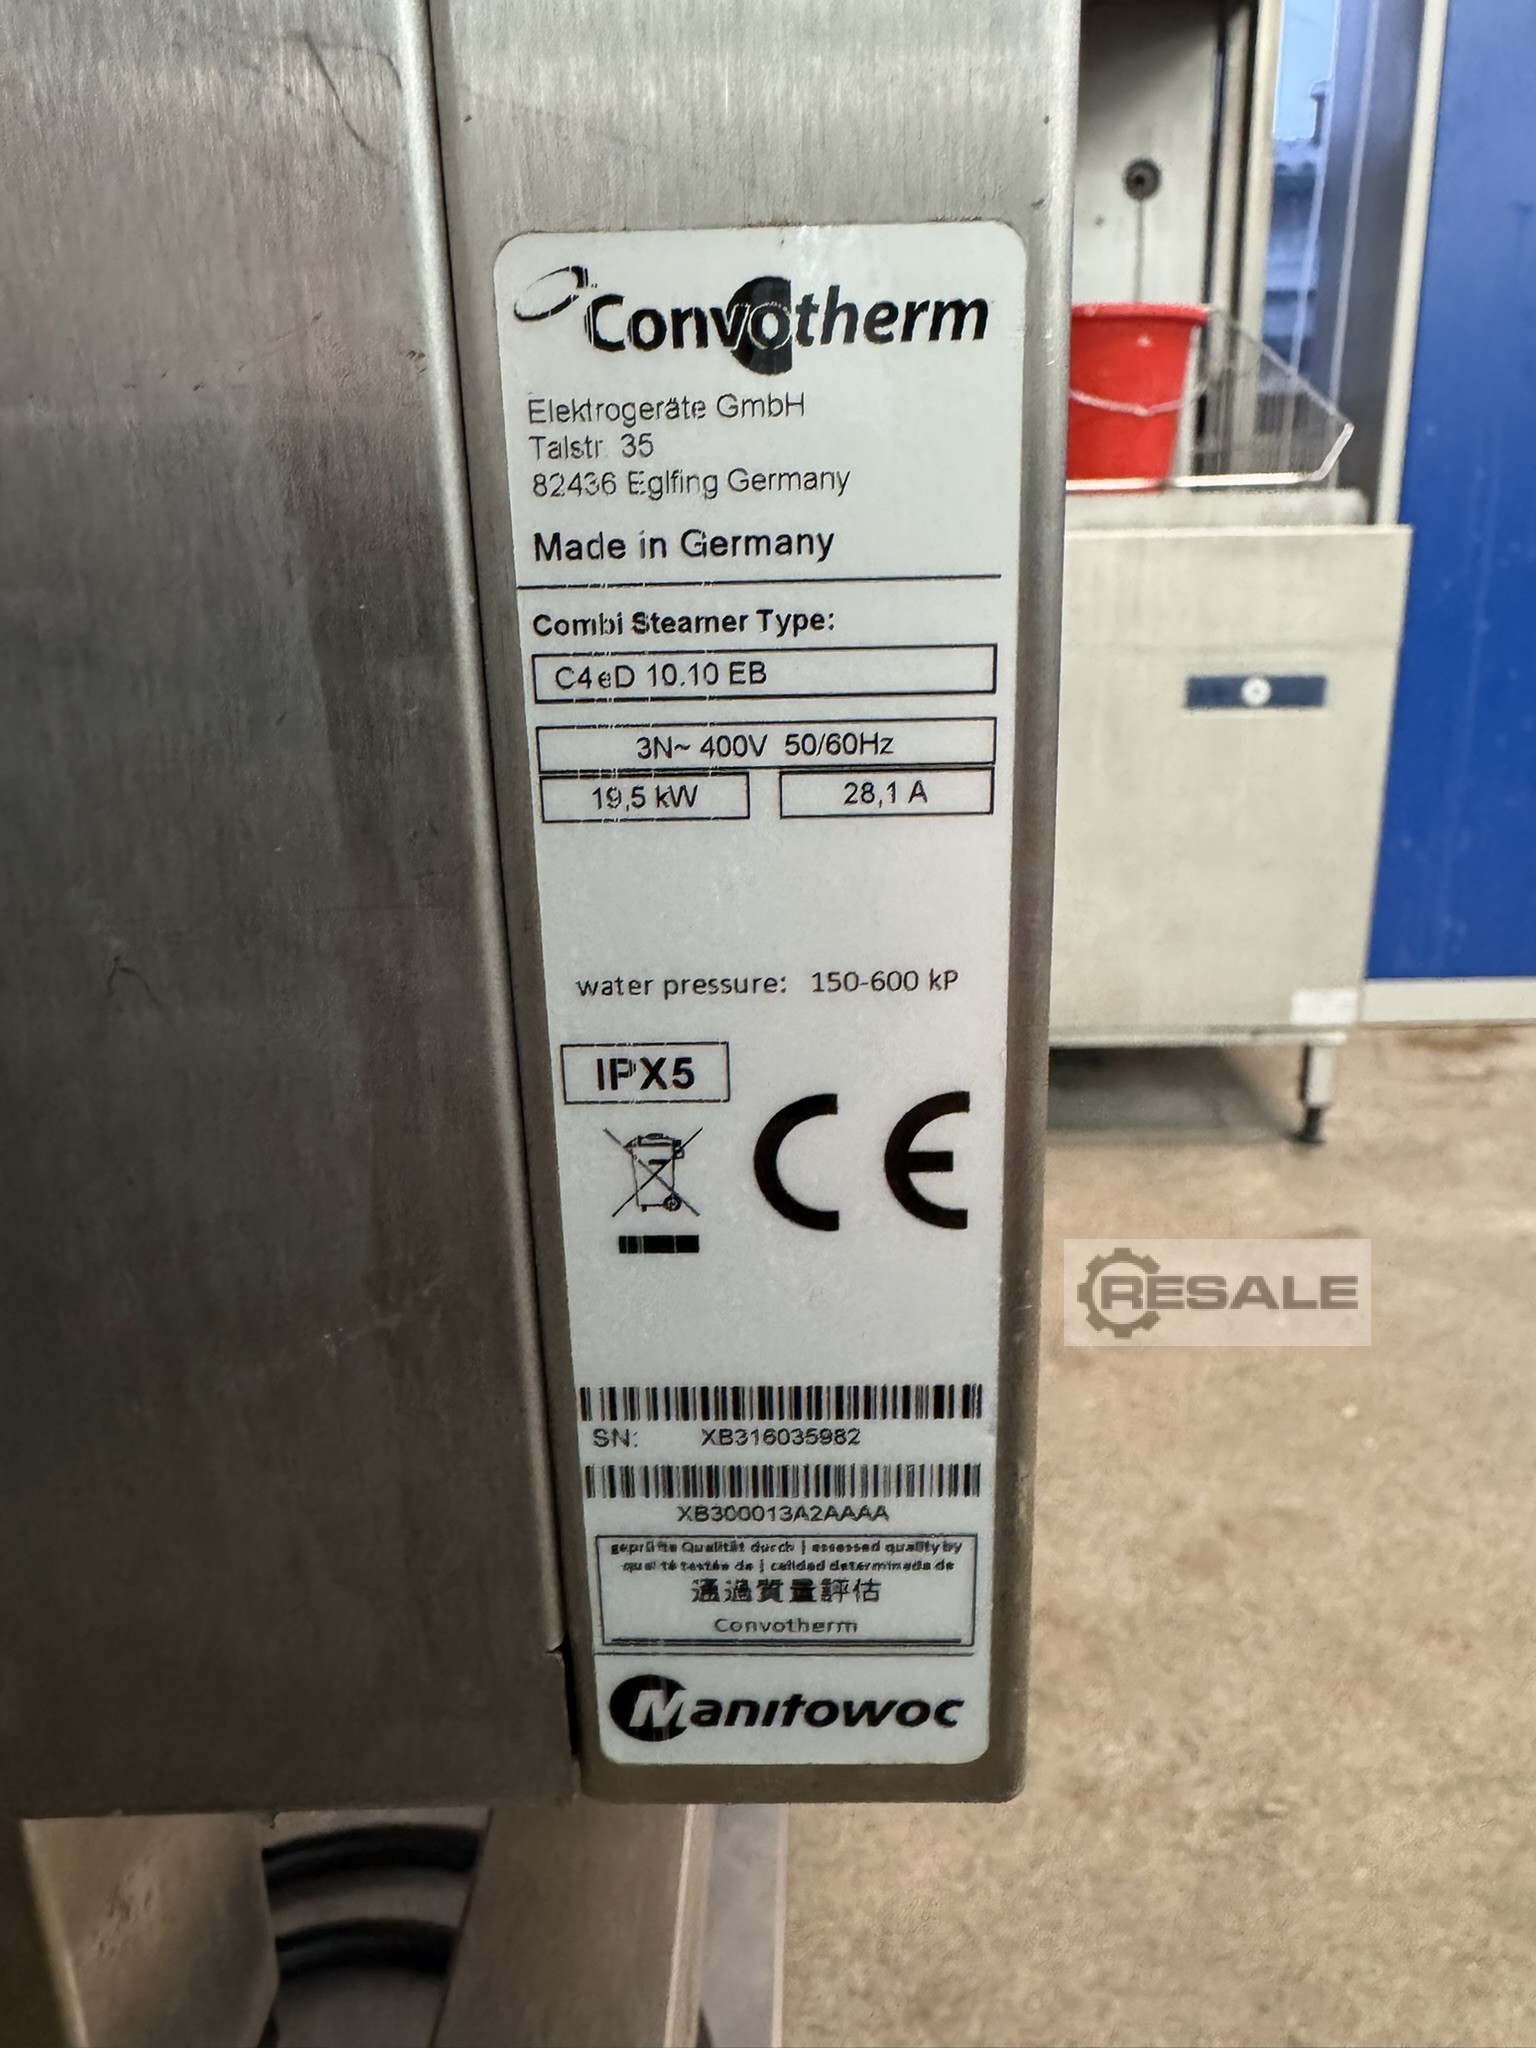 Convotherm
Elektrogeräte GmbH
Talstr. 35
82436 Eglfing Germany
Made in Germany
Combi Steamer Type:
C4eD 10.10 EB
3N~ 400V 50/60Hz
19,5 kW 28,1 A
water pressure: 150-600 kP
IPX5
CE
SN: XB316035982
XB300013A2AAAA
geprüfte Qualität durch | assessed quality by
qualité testée de | calidad determinada de
通過質量評估
Convotherm
Manitowoc
RESALE